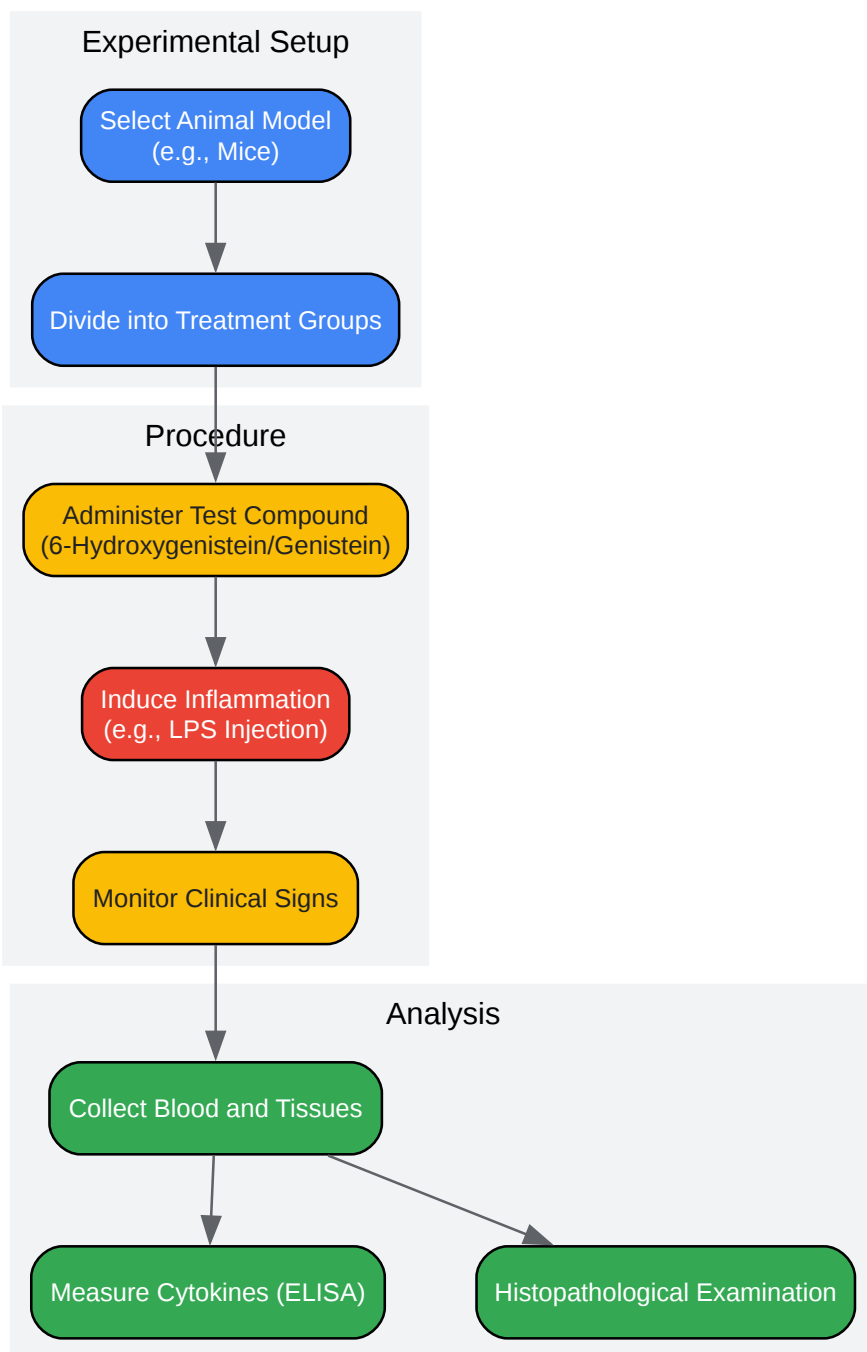 Experimental Setup
Select Animal Model
(e.g., Mice)
Divide into Treatment Groups
Procedure
Administer Test Compound
(6-Hydroxygenistein/Genistein)
Induce Inflammation
(e.g., LPS Injection)
Monitor Clinical Signs
Analysis
Collect Blood and Tissues
Measure Cytokines (ELISA)
Histopathological Examination